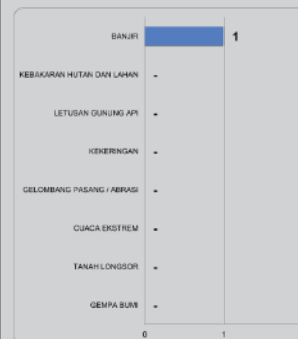 BANJIR 1
KEBAKARAN HUTAN DAN LAHAN -
LETUSAN GUNUNG API -
KEKERINGAN -
GELOMBANG PASANG / ABRASI -
CUACA EKSTREM -
TANAH LONGSOR -
GEMPA BUMI -
0 1